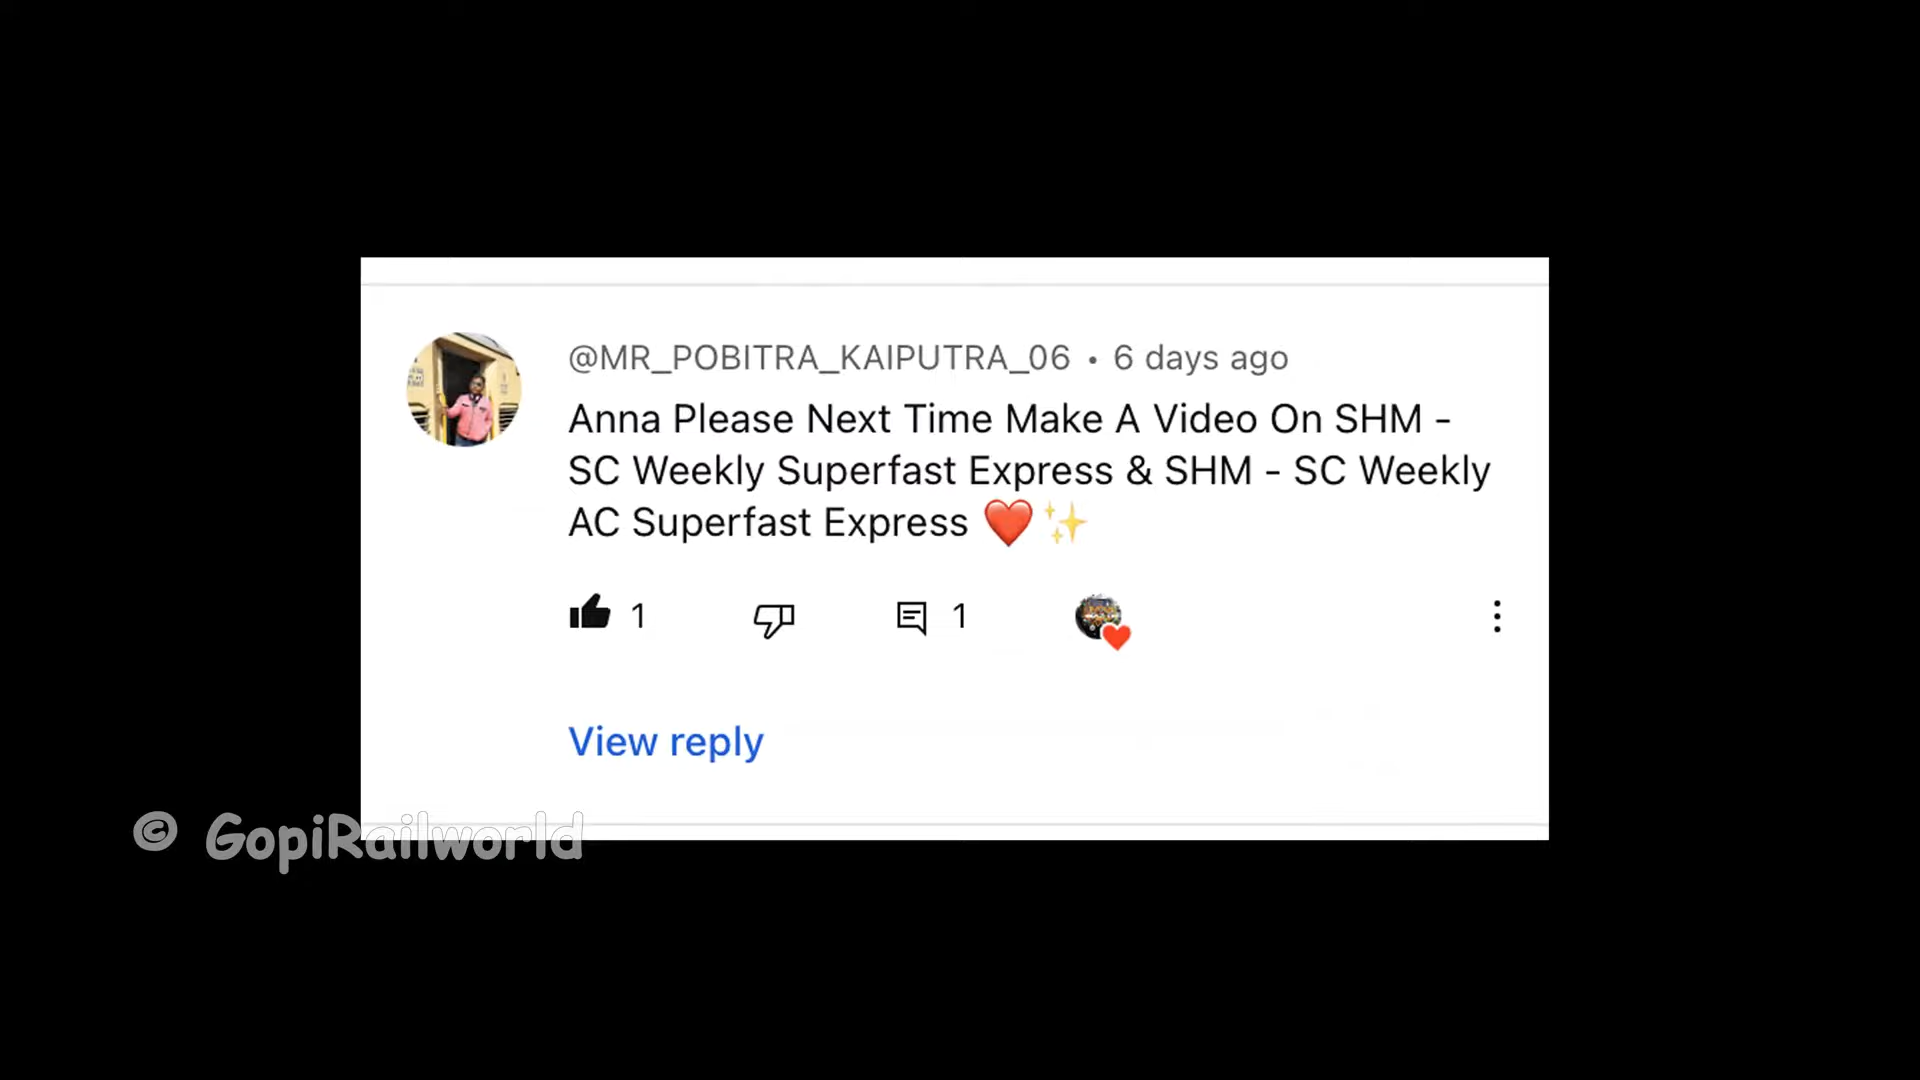 @MR_POBITRA_KAIPUTRA_06 • 6 days ago
Anna Please Next Time Make A Video On SHM -
SC Weekly Superfast Express & SHM - SC Weekly
AC Superfast Express ❤️✨
1
1
View reply
© GopiRailworld